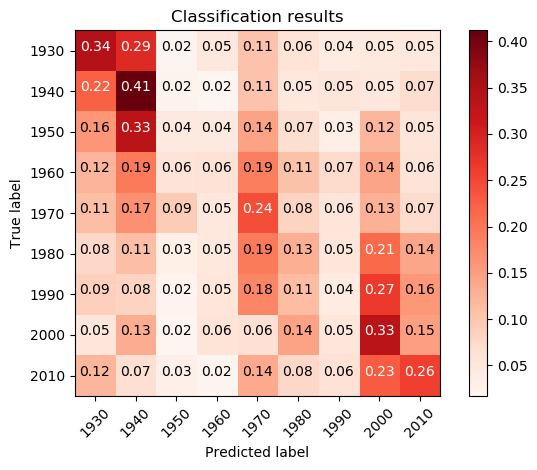 Classification results
True label
1930 0.34 0.29 0.02 0.05 0.11 0.06 0.04 0.05 0.05
1940 0.22 0.41 0.02 0.02 0.11 0.05 0.05 0.05 0.07
1950 0.16 0.33 0.04 0.04 0.14 0.07 0.03 0.12 0.05
1960 0.12 0.19 0.06 0.06 0.19 0.11 0.07 0.14 0.06
1970 0.11 0.17 0.09 0.05 0.24 0.08 0.06 0.13 0.07
1980 0.08 0.11 0.03 0.05 0.19 0.13 0.05 0.21 0.14
1990 0.09 0.08 0.02 0.05 0.18 0.11 0.04 0.27 0.16
2000 0.05 0.13 0.02 0.06 0.06 0.14 0.05 0.33 0.15
2010 0.12 0.07 0.03 0.02 0.14 0.08 0.06 0.23 0.26
1930 1940 1950 1960 1970 1980 1990 2000 2010
Predicted label
0.40
0.35
0.30
0.25
0.20
0.15
0.10
0.05